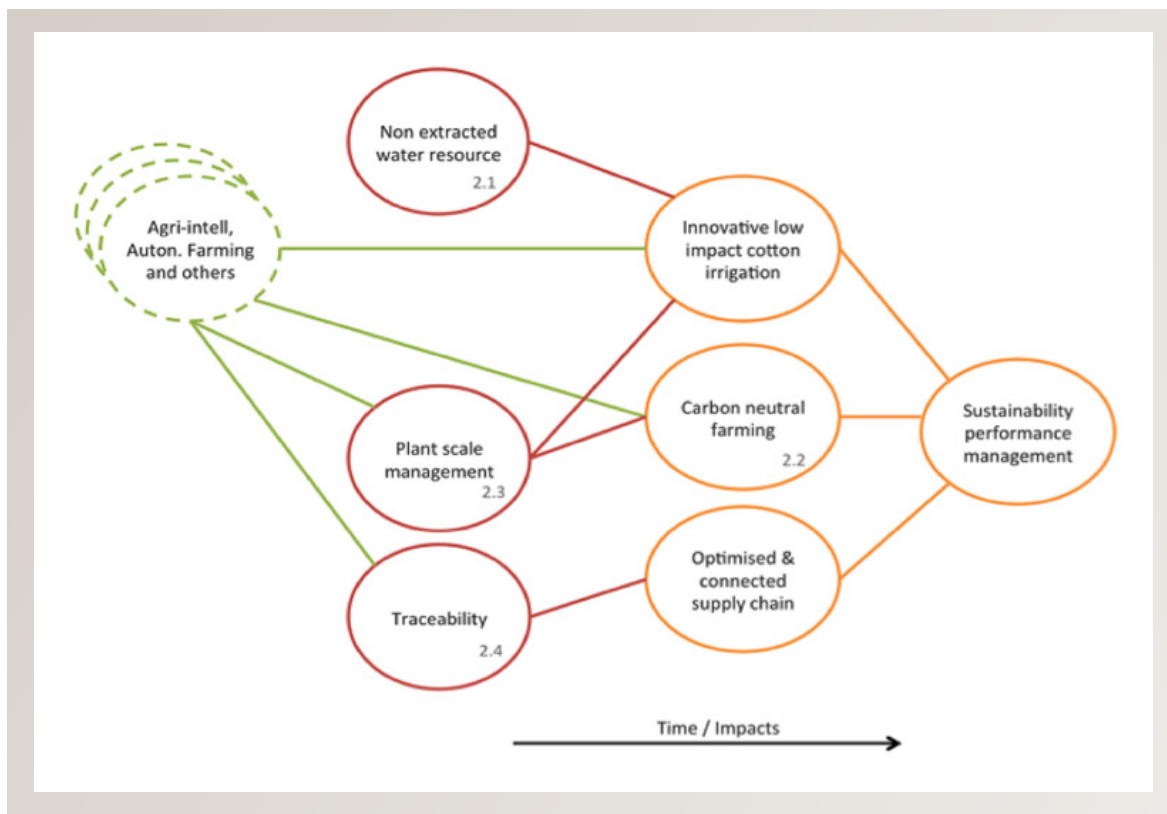 Non extracted
water resource
2.1
Agri-intell,
Auton. Farming
and others
Innovative low
impact cotton
irrigation
Plant scale
management
2.3
Carbon neutral
farming
2.2
Sustainability
performance
management
Traceability
2.4
Optimised &
connected
supply chain
Time / Impacts